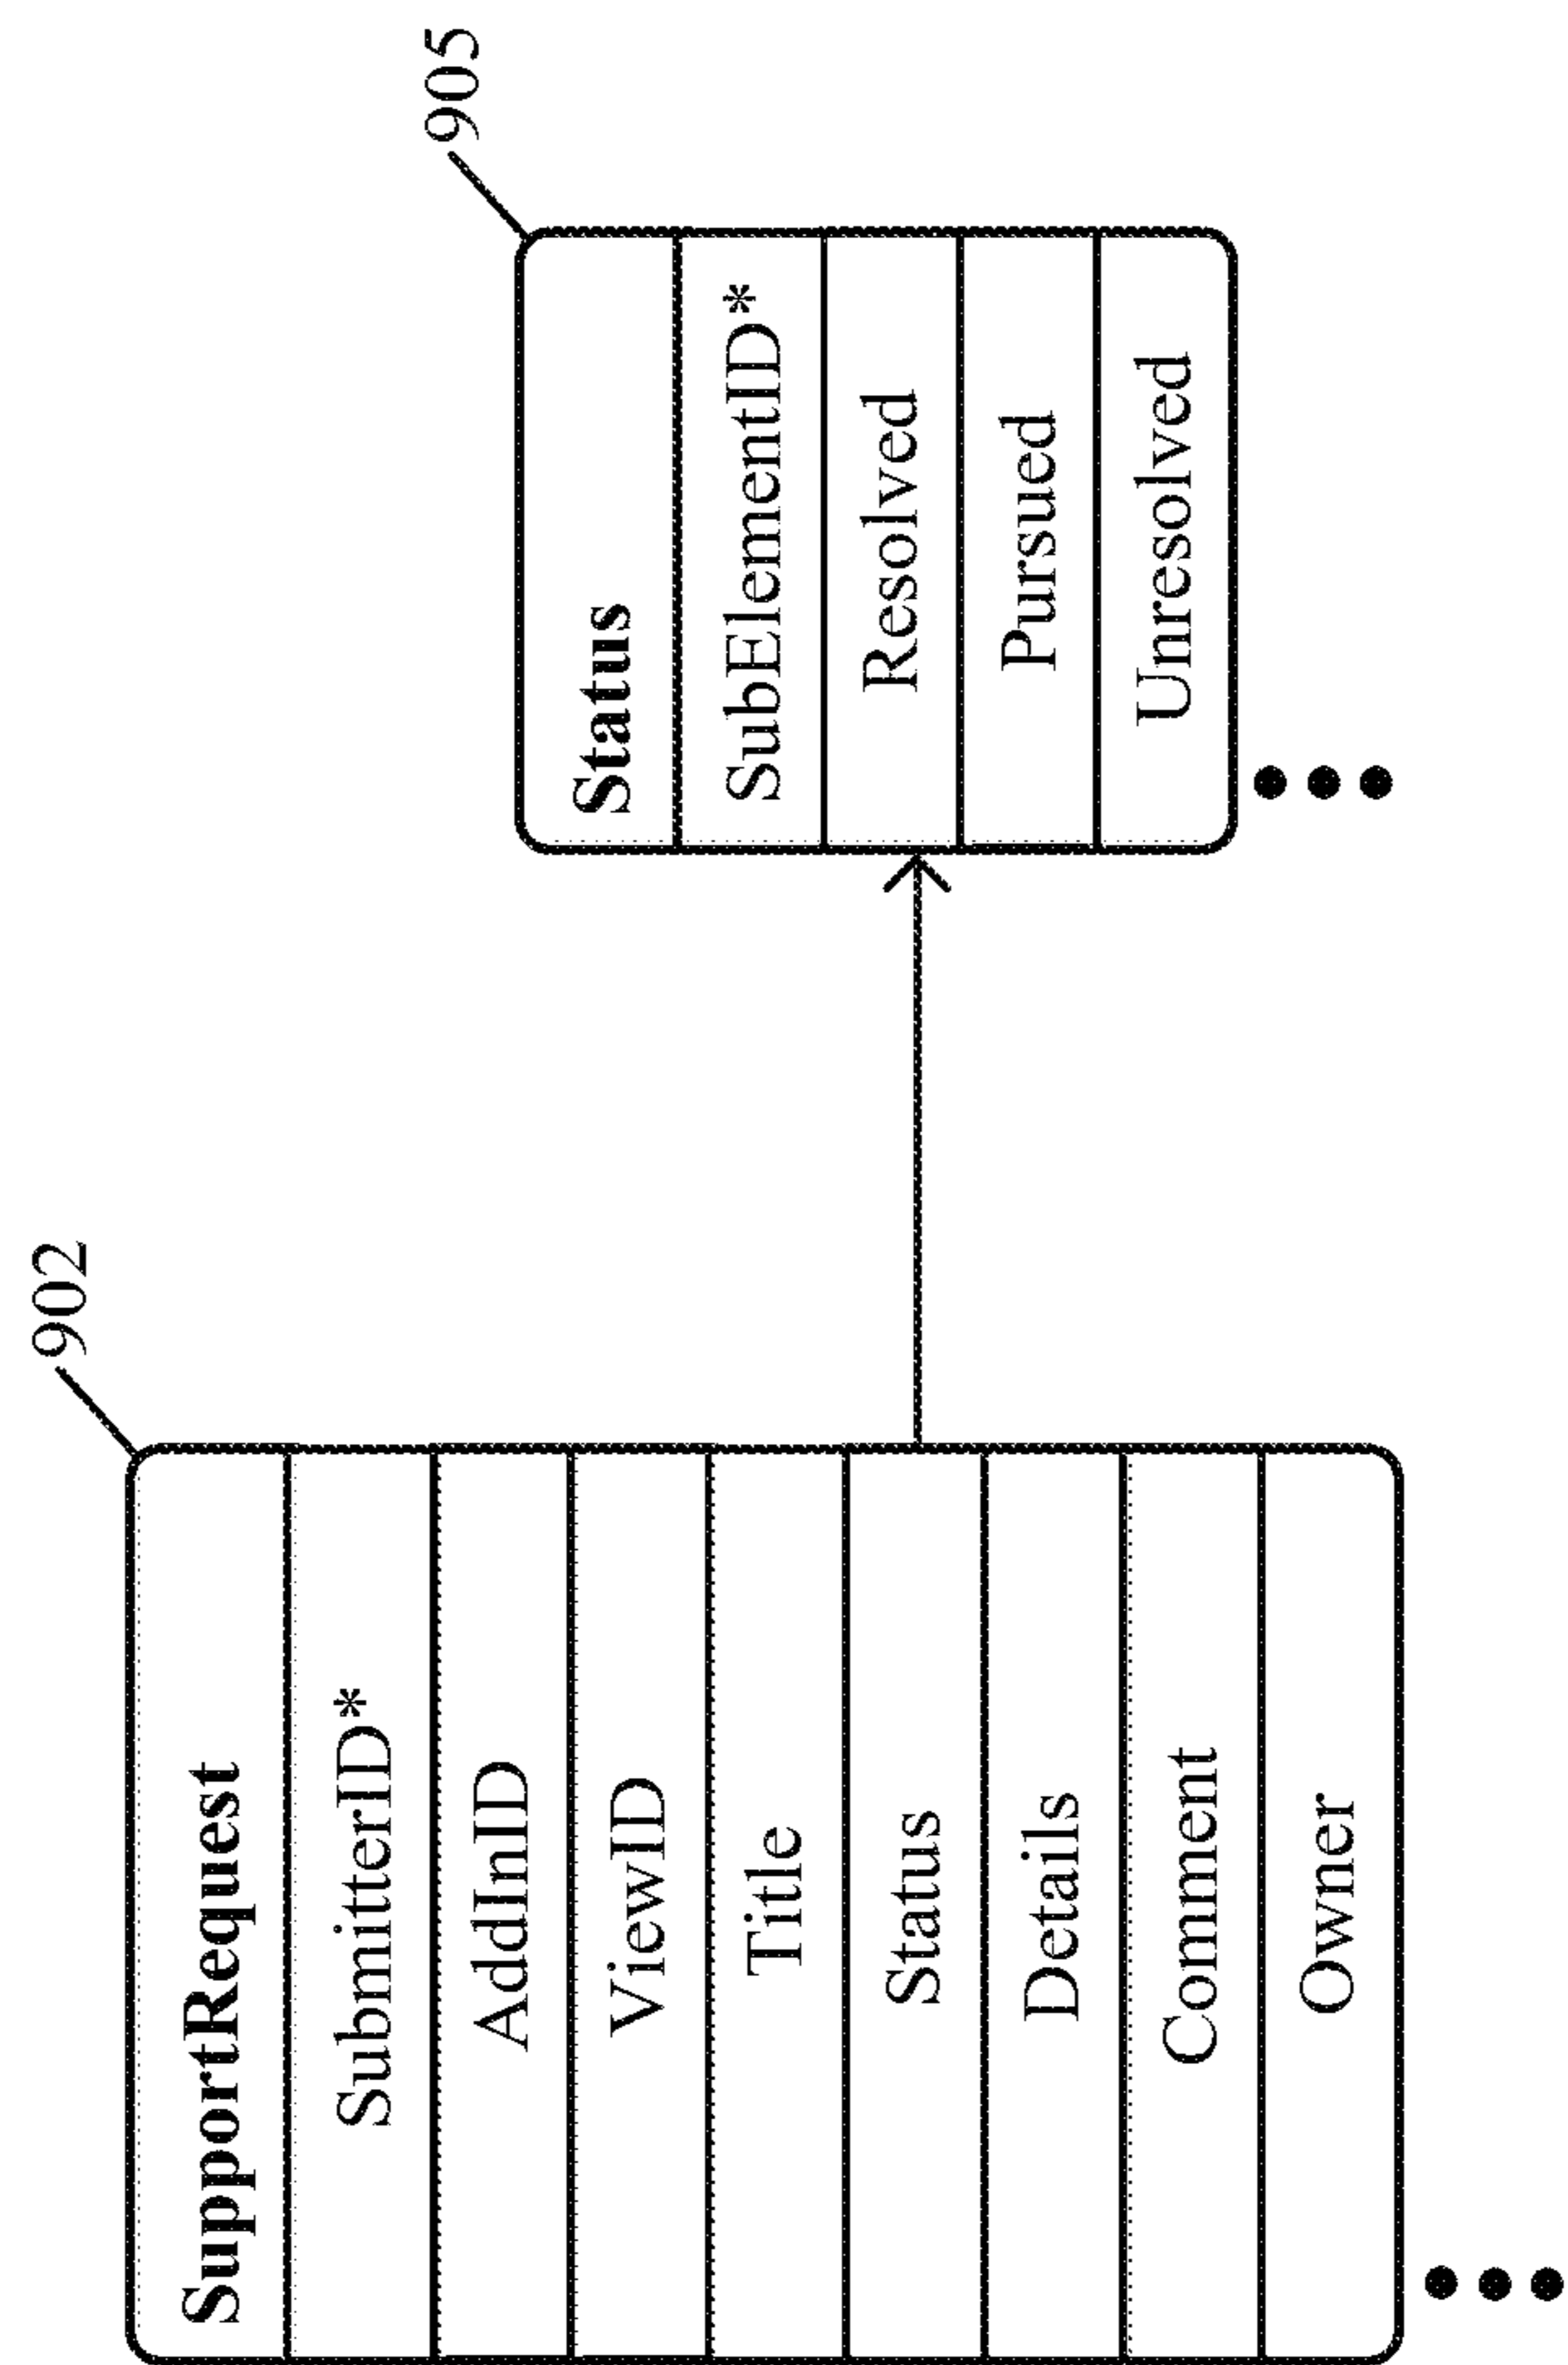 902
SupportRequest
SubmitterID*
AddInID
ViewID
Title
Status
Details
Comment
Owner
905
Status
SubElementID*
Resolved
Pursued
Unresolved